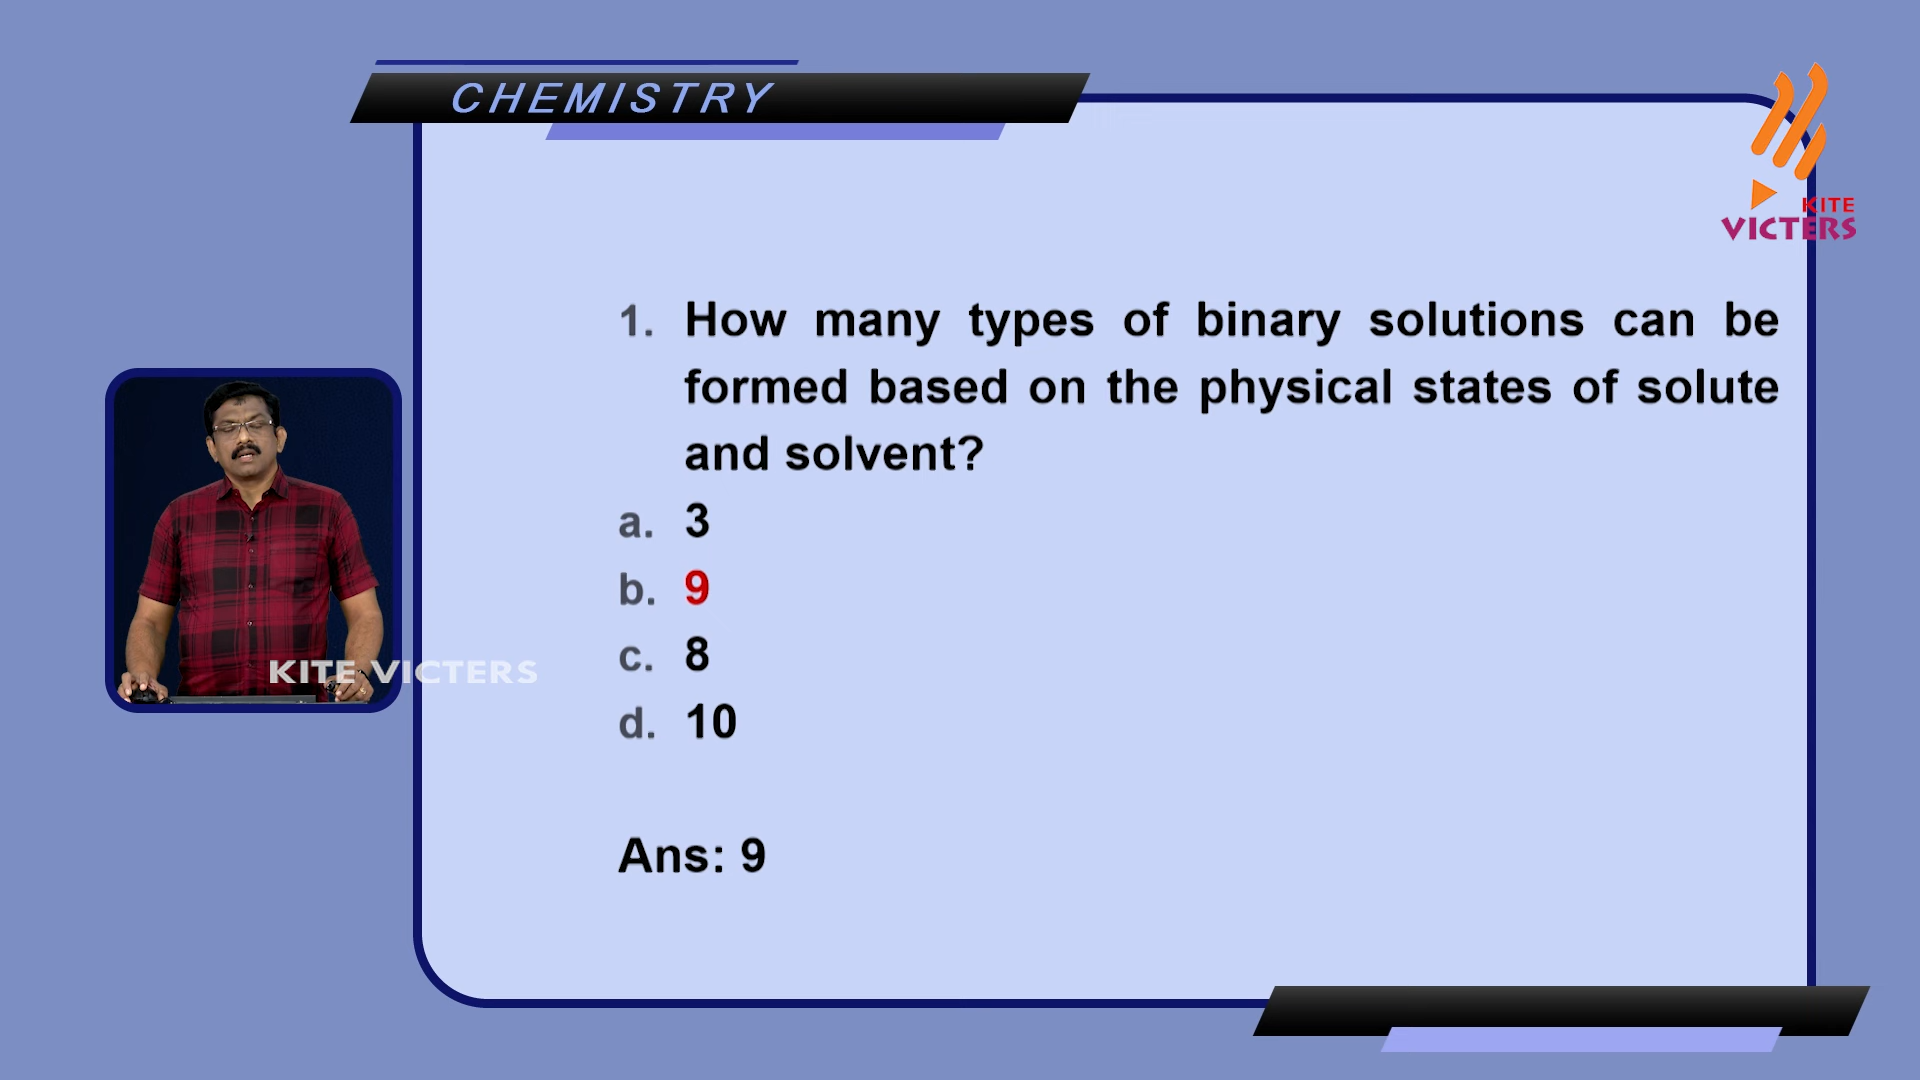 CHEMISTRY
KITE
VICTERS
1. How many types of binary solutions can be
formed based on the physical states of solute
and solvent?
a. 3
b. 9
c. 8
d. 10
KITE VICTERS
Ans: 9